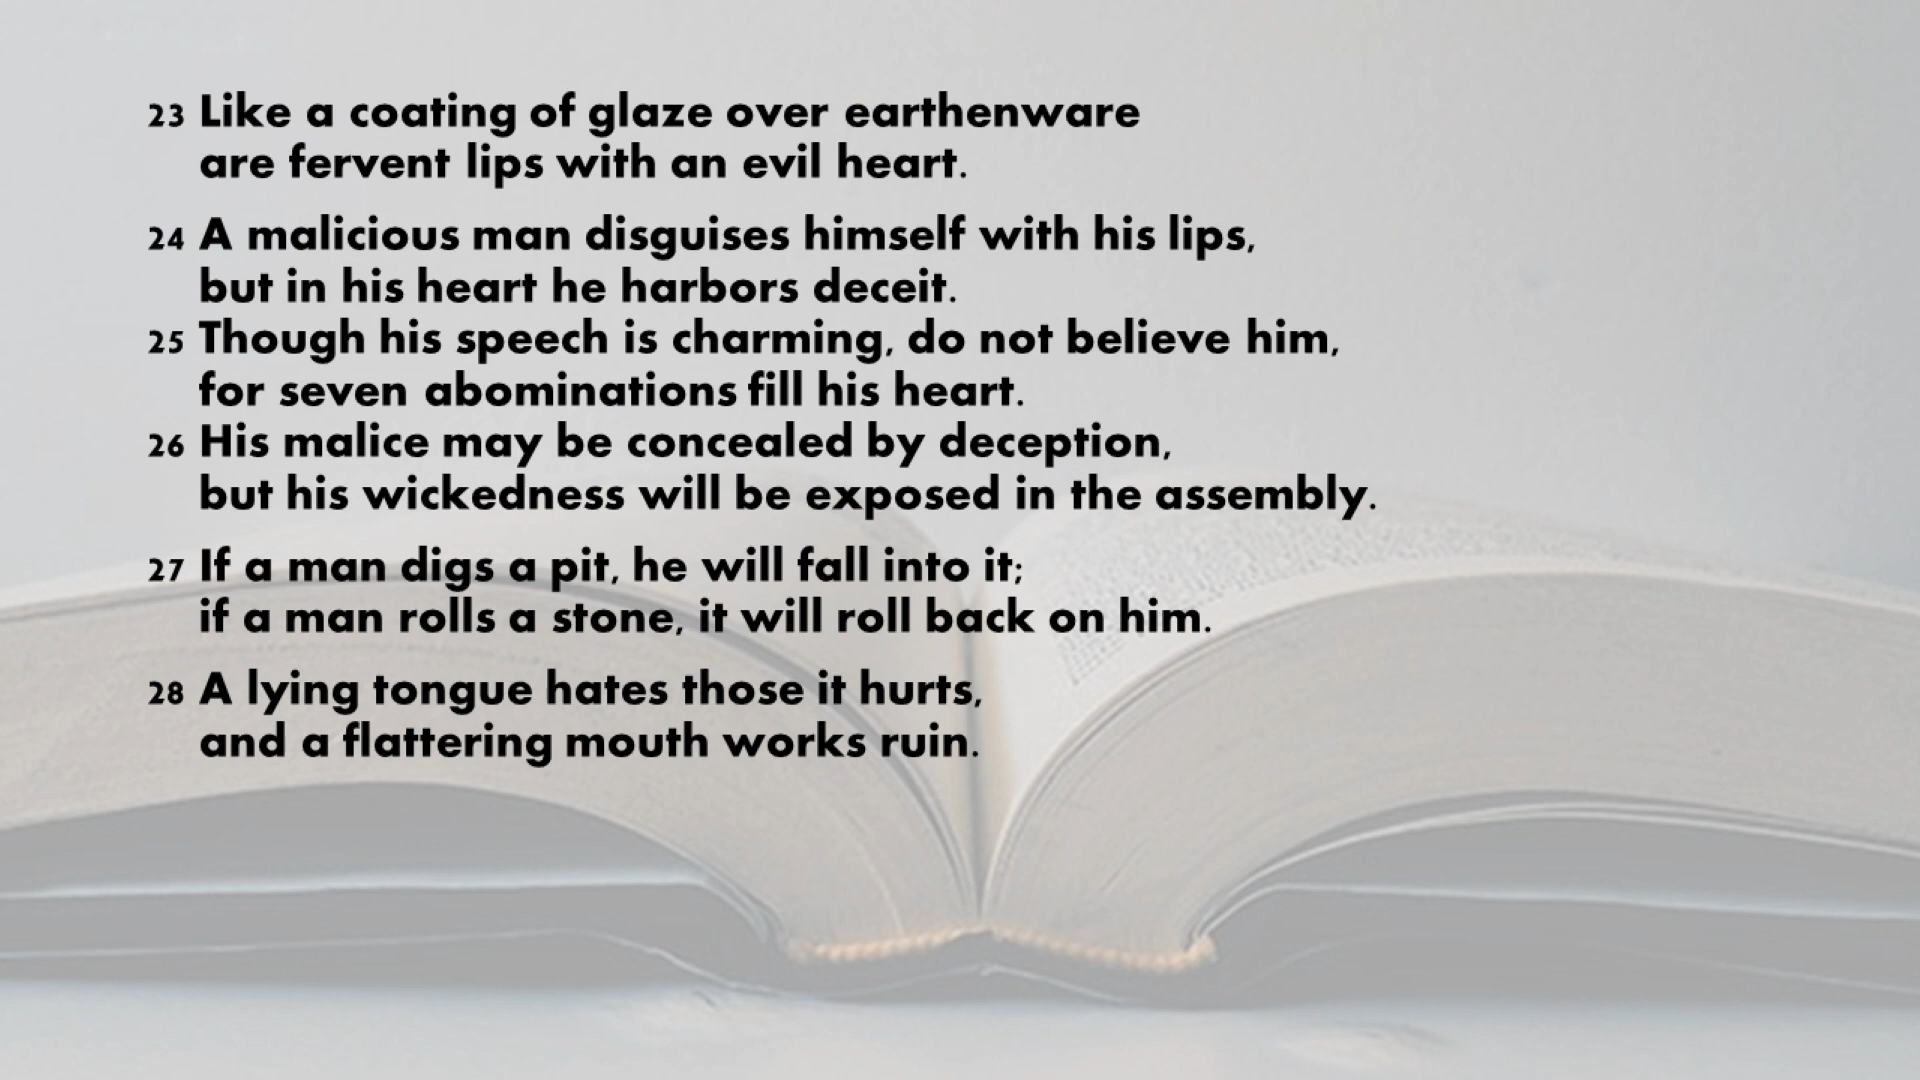 23 Like a coating of glaze over earthenware
are fervent lips with an evil heart.
24 A malicious man disguises himself with his lips,
but in his heart he harbors deceit.
25 Though his speech is charming, do not believe him,
for seven abominations fill his heart.
26 His malice may be concealed by deception,
but his wickedness will be exposed in the assembly.
27 If a man digs a pit, he will fall into it;
if a man rolls a stone, it will roll back on him.
28 A lying tongue hates those it hurts,
and a flattering mouth works ruin.